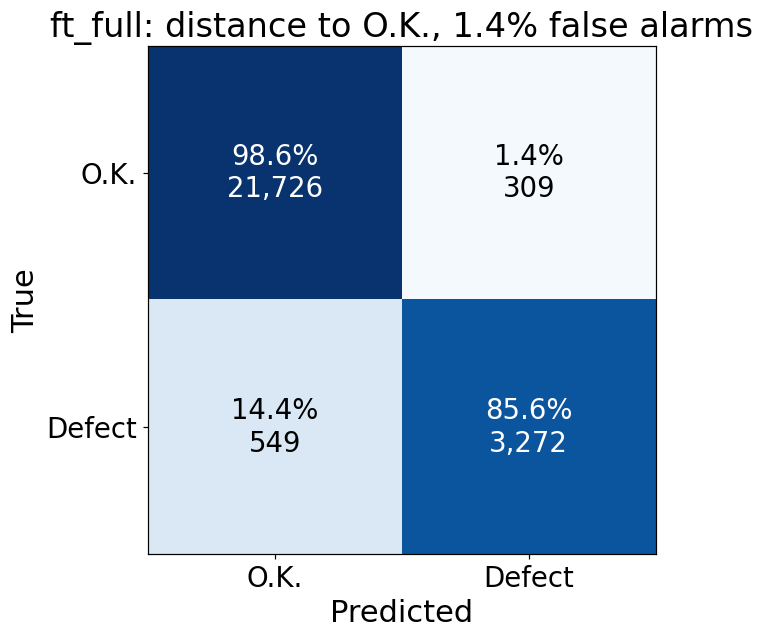 ft_full: distance to O.K., 1.4% false alarms
True
O.K.
98.6%
21,726
1.4%
309
Defect
14.4%
549
85.6%
3,272
O.K.
Defect
Predicted